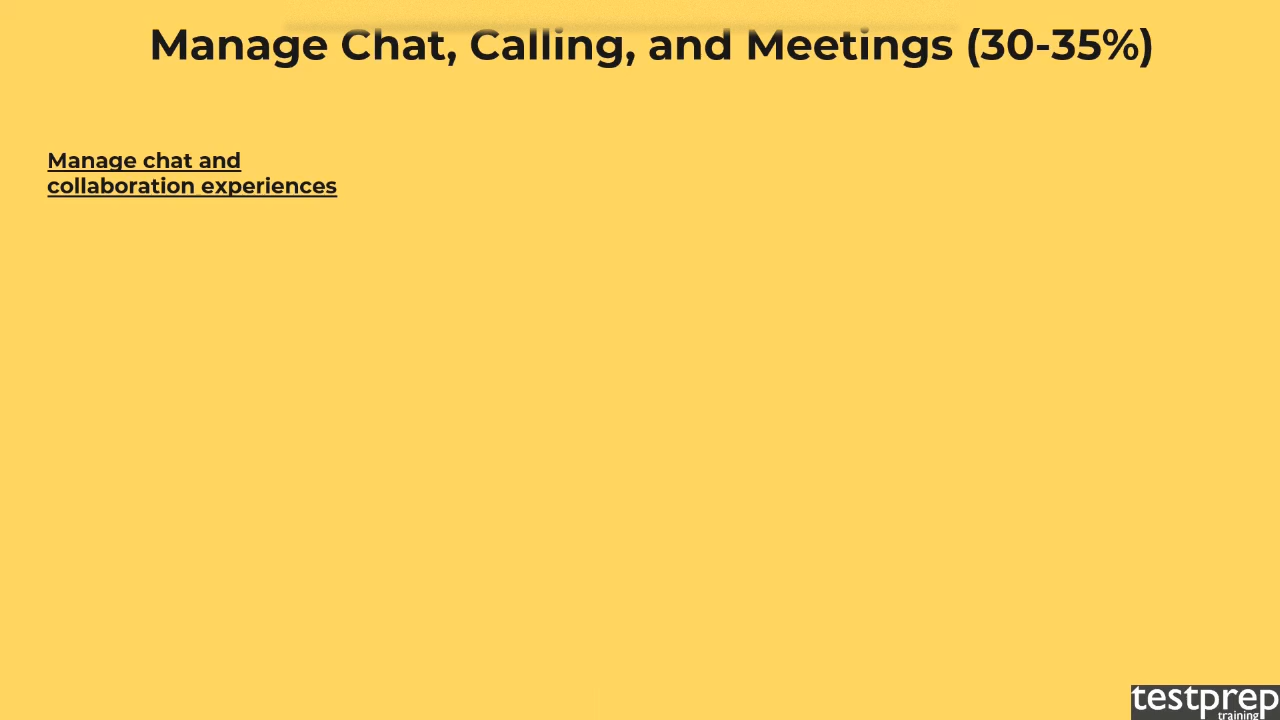 Manage Chat, Calling, and Meetings (30-35%)
Manage chat and
collaboration experiences
testprep
training